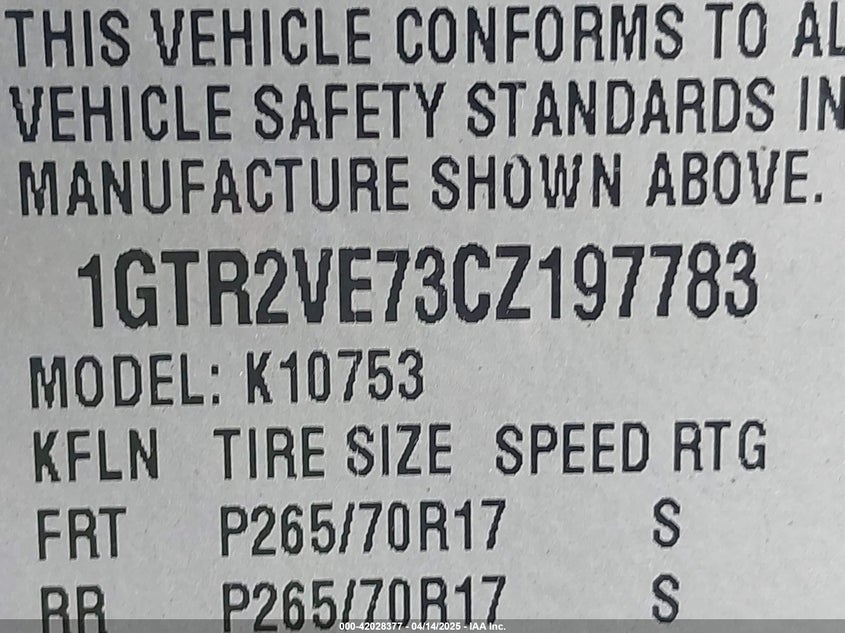 THIS VEHICLE CONFORMS TO AL
VEHICLE SAFETY STANDARDS IN
MANUFACTURE SHOWN ABOVE.
1GTR2VE73CZ197783
MODEL: K10753
KFLN TIRE SIZE SPEED RTG
FRT P265/70R17 S
RR P265/70R17 S
000-42028377 - 04/14/2025 - IAA Inc.